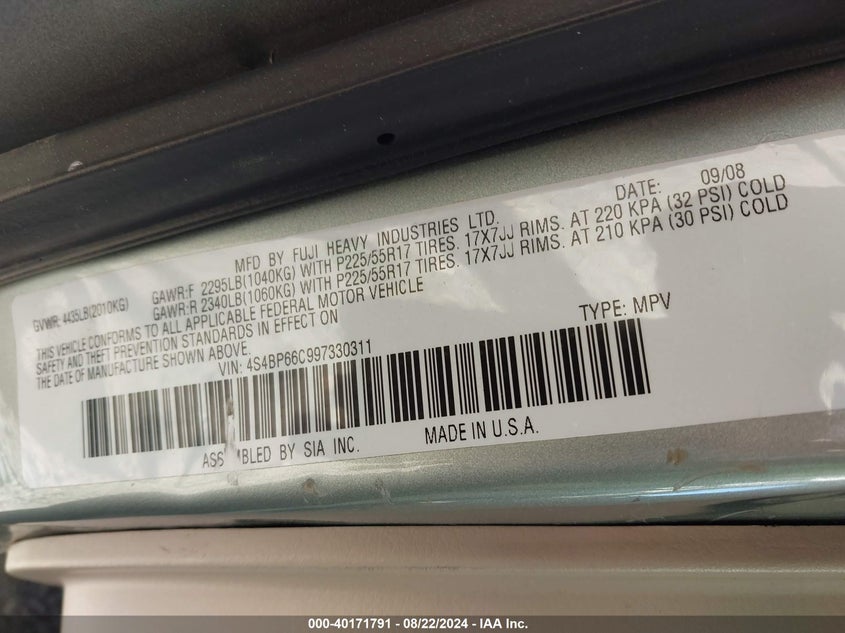 MFD BY FUJI HEAVY INDUSTRIES LTD. DATE: 09/08
GVWR: 4435LB(2010KG) GAWR:F 2295LB(1040KG) WITH P225/55R17 TIRES. 17X7JJ RIMS. AT 220 KPA (32 PSI) COLD
GAWR:R 2340LB(1060KG) WITH P225/55R17 TIRES. 17X7JJ RIMS. AT 210 KPA (30 PSI) COLD
THIS VEHICLE CONFORMS TO ALL APPLICABLE FEDERAL MOTOR VEHICLE
SAFETY AND THEFT PREVENTION STANDARDS IN EFFECT ON
THE DATE OF MANUFACTURE SHOWN ABOVE.
VIN: 4S4BP66C997330311 TYPE: MPV
BY SIA INC. MADE IN U.S.A.
000-40171791 - 08/22/2024 - IAA Inc.